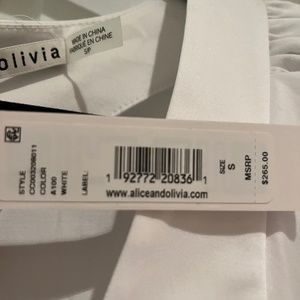 olivia
MADE IN CHINA
FABRIQUÉ EN CHINE
S/P
STYLE
CC003208011
COLOR
A100
WHITE
LABEL:
1 92772 20836 1
www.aliceandolivia.com
SIZE
S
MSRP
$265.00